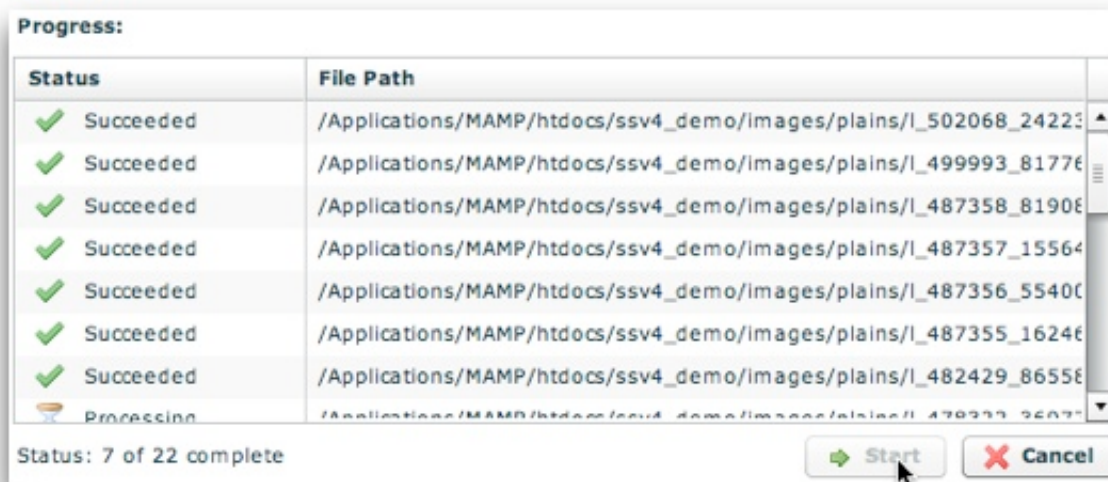 Progress:
Status File Path
Succeeded /Applications/MAMP/htdocs/ssv4_demo/images/plains/l_502068_24223
Succeeded /Applications/MAMP/htdocs/ssv4_demo/images/plains/l_499993_81776
Succeeded /Applications/MAMP/htdocs/ssv4_demo/images/plains/l_487358_81908
Succeeded /Applications/MAMP/htdocs/ssv4_demo/images/plains/l_487357_15564
Succeeded /Applications/MAMP/htdocs/ssv4_demo/images/plains/l_487356_55400
Succeeded /Applications/MAMP/htdocs/ssv4_demo/images/plains/l_487355_16246
Succeeded /Applications/MAMP/htdocs/ssv4_demo/images/plains/l_482429_86558
Processing
Status: 7 of 22 complete Start Cancel